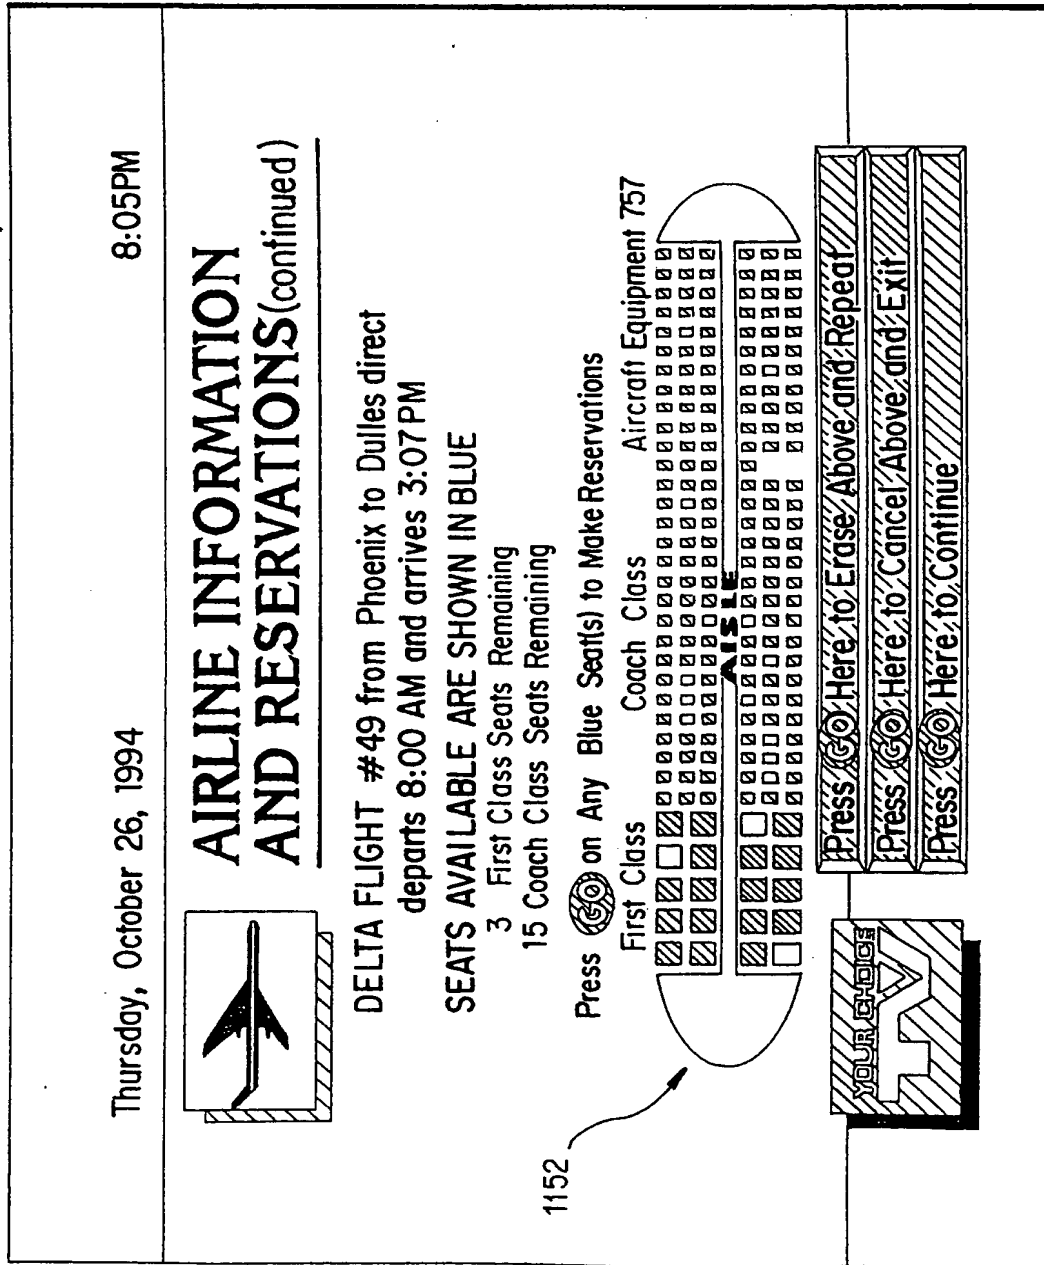 Thursday, October 26, 1994 8:05PM
AIRLINE INFORMATION
AND RESERVATIONS (continued)
DELTA FLIGHT #49 from Phoenix to Dulles direct
departs 8:00 AM and arrives 3:07PM
SEATS AVAILABLE ARE SHOWN IN BLUE
3 First Class Seats Remaining
15 Coach Class Seats Remaining
Press GO on Any Blue Seat(s) to Make Reservations
First Class Coach Class Aircraft Equipment 757
AISLE
1152
YOUR CHOICE
TV
Press GO Here to Erase Above and Repeat
Press GO Here to Cancel Above and Exit
Press GO Here to Continue